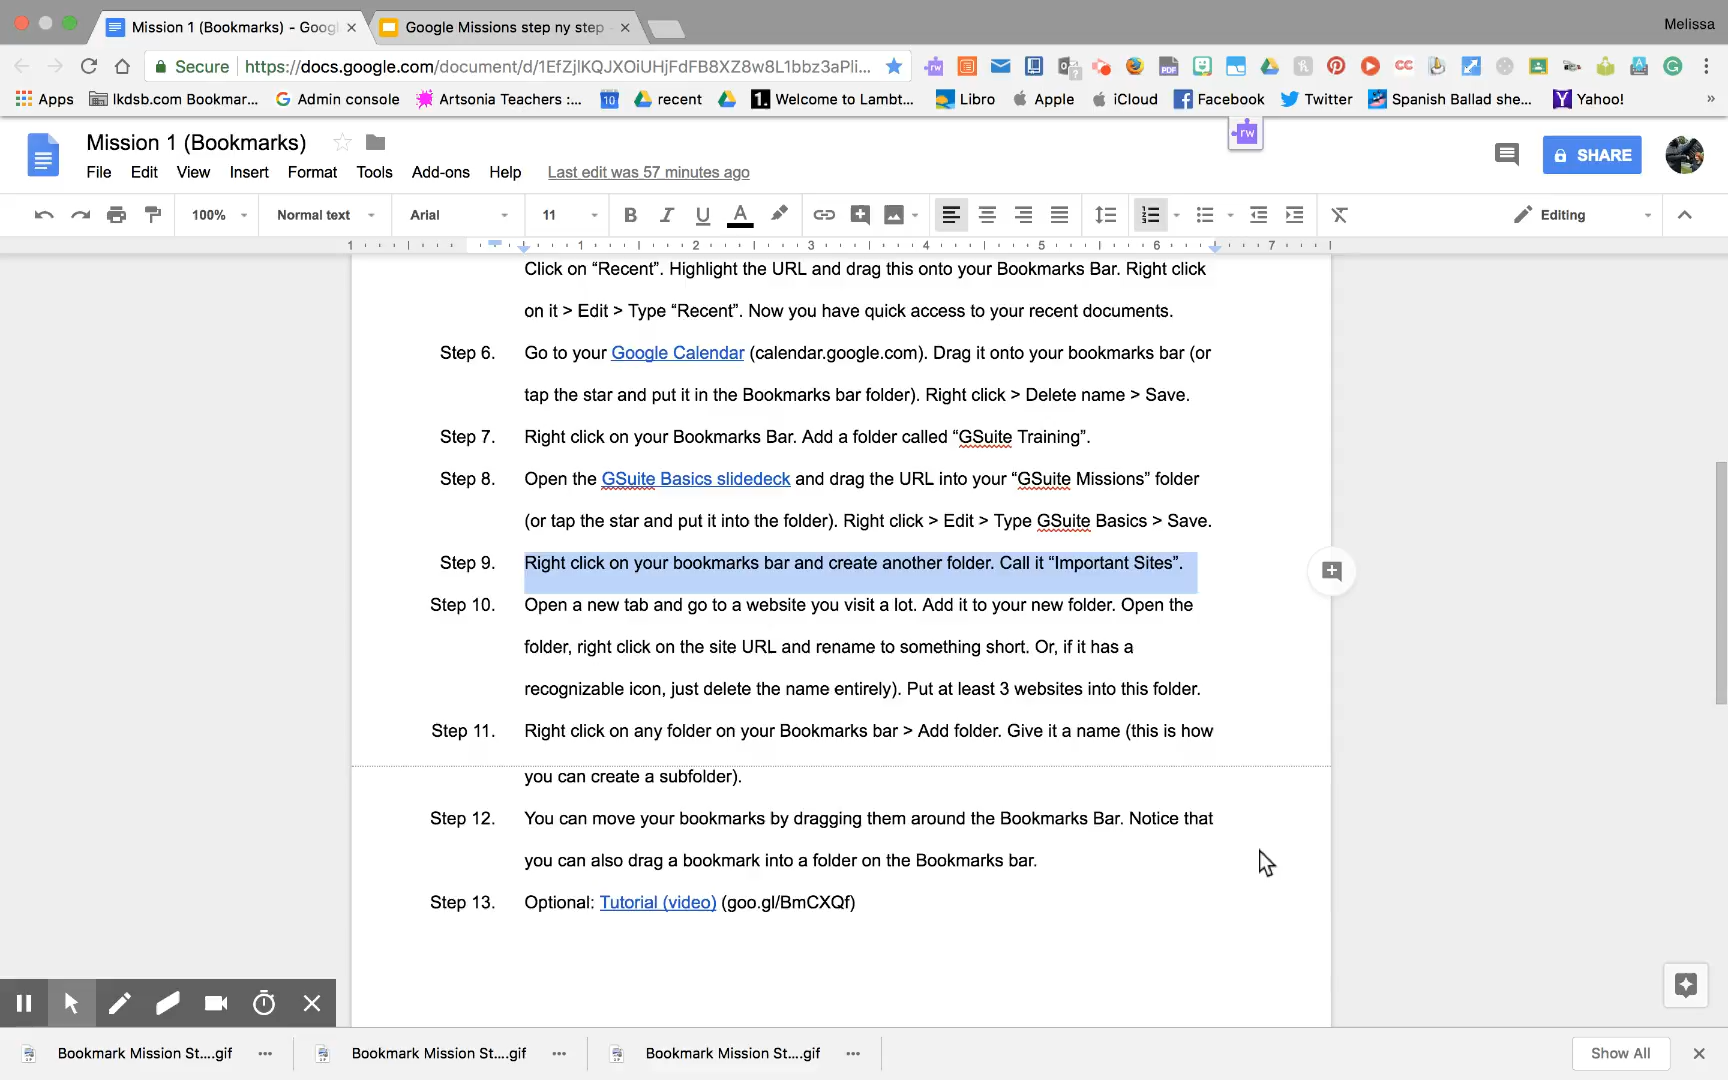 Mission 1 (Bookmarks) - Goog
Google Missions step ny step -
Melissa
Secure
https://docs.google.com/document/d/1EfZjlKQJXOiUHjFdFB8XZ8w8L1bbz3aPli...
Apps
lkdsb.com Bookmar...
Admin console
Artsonia Teachers :...
10
recent
1. Welcome to Lambt...
Libro
Apple
iCloud
Facebook
Twitter
Spanish Ballad she...
Yahoo!
»
Mission 1 (Bookmarks)
rw
SHARE
File Edit View Insert Format Tools Add-ons Help Last edit was 57 minutes ago
100% Normal text Arial 11 B I U A Editing
1 1 2 3 4 5 6 7
Click on “Recent”. Highlight the URL and drag this onto your Bookmarks Bar. Right click
on it > Edit > Type “Recent”. Now you have quick access to your recent documents.
Step 6. Go to your Google Calendar (calendar.google.com). Drag it onto your bookmarks bar (or
tap the star and put it in the Bookmarks bar folder). Right click > Delete name > Save.
Step 7. Right click on your Bookmarks Bar. Add a folder called “GSuite Training”.
Step 8. Open the GSuite Basics slidedeck and drag the URL into your “GSuite Missions” folder
(or tap the star and put it into the folder). Right click > Edit > Type GSuite Basics > Save.
Step 9. Right click on your bookmarks bar and create another folder. Call it “Important Sites”.
Step 10. Open a new tab and go to a website you visit a lot. Add it to your new folder. Open the
folder, right click on the site URL and rename to something short. Or, if it has a
recognizable icon, just delete the name entirely). Put at least 3 websites into this folder.
Step 11. Right click on any folder on your Bookmarks bar > Add folder. Give it a name (this is how
you can create a subfolder).
Step 12. You can move your bookmarks by dragging them around the Bookmarks Bar. Notice that
you can also drag a bookmark into a folder on the Bookmarks bar.
Step 13. Optional: Tutorial (video) (goo.gl/BmCXQf)
Bookmark Mission St....gif
Bookmark Mission St....gif
Bookmark Mission St....gif
Show All